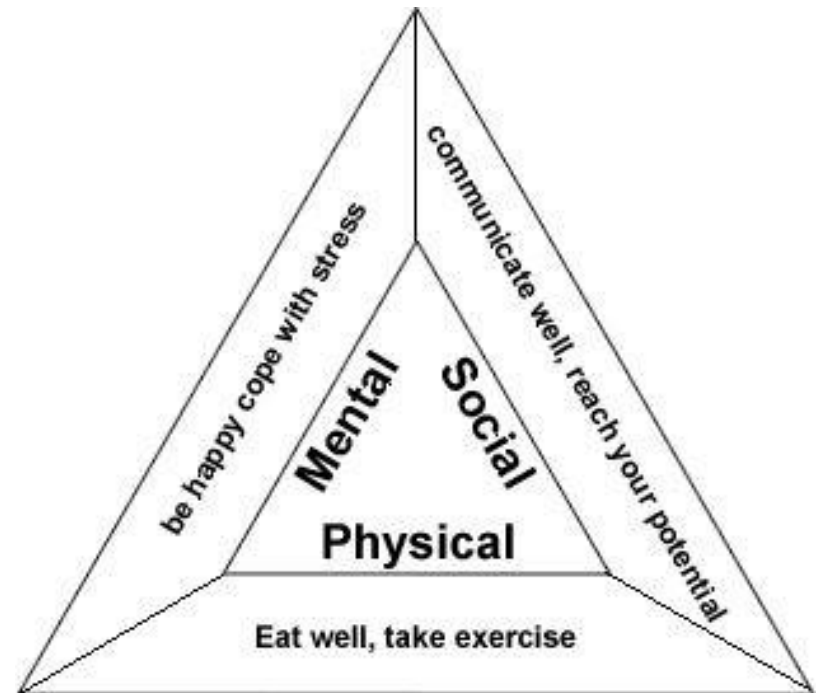 be happy cope with stress
communicate well, reach your potential
Mental
Social
Physical
Eat well, take exercise